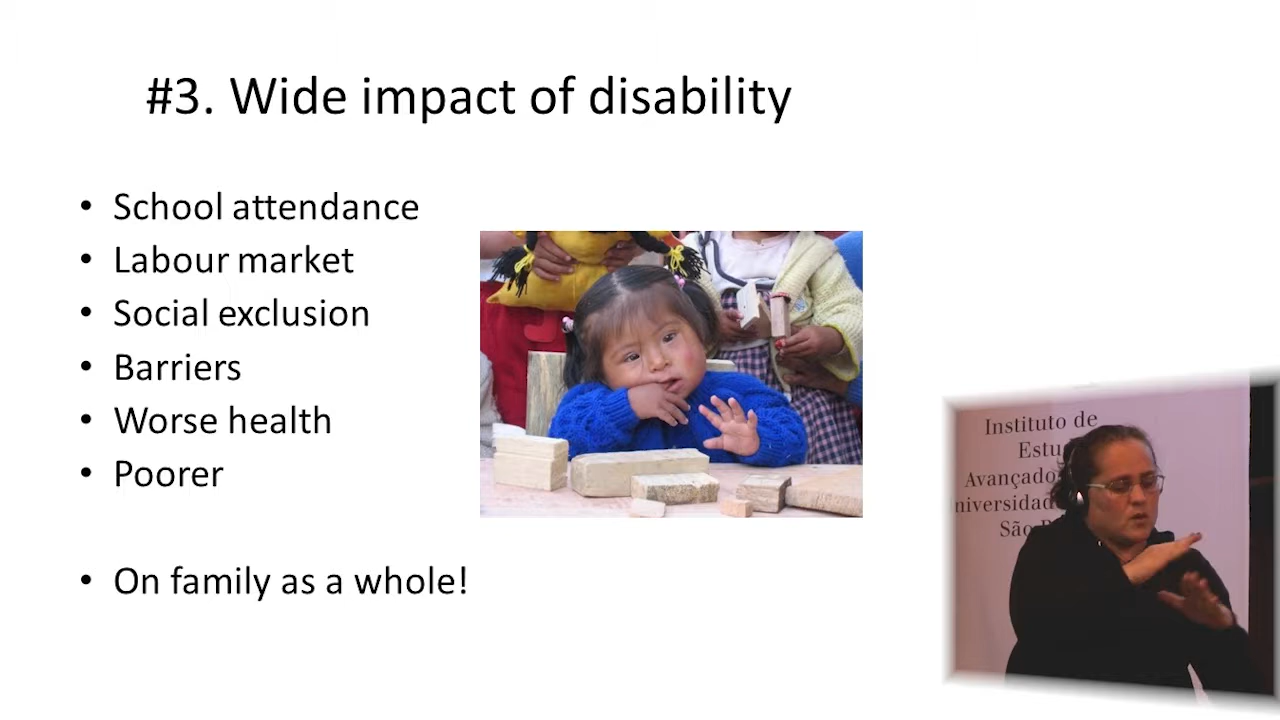 #3. Wide impact of disability
• School attendance
• Labour market
• Social exclusion
• Barriers
• Worse health
• Poorer
• On family as a whole!
Instituto de
Avançado
São